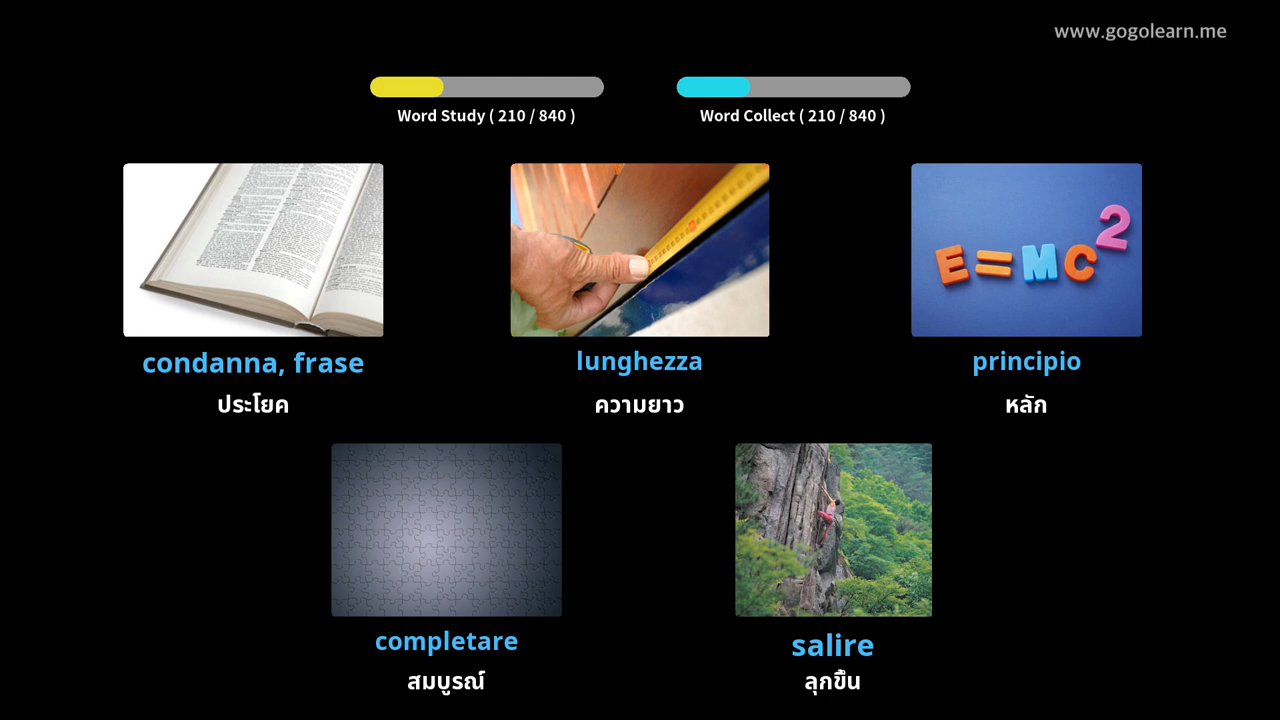 www.gogolearn.me
Word Study ( 210 / 840 )
Word Collect ( 210 / 840 )
condanna, frase
ประโยค
lunghezza
ความยาว
E=MC2
principio
หลัก
completare
สมบูรณ์
salire
ลุกขึ้น